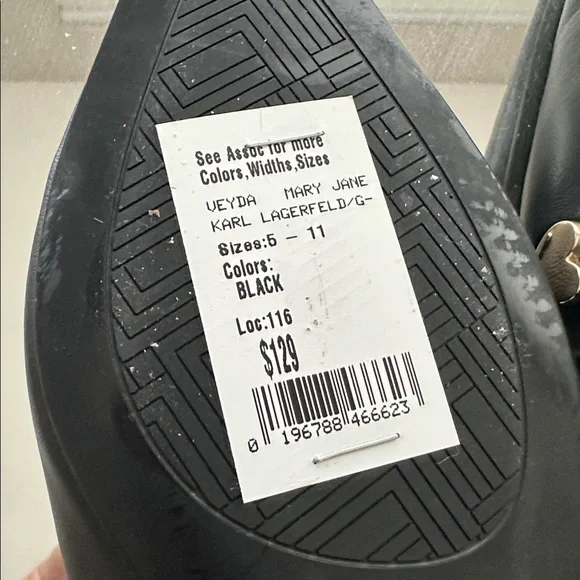 See Assoc for more
Colors,Widths,Sizes
VEYDA MARY JANE
KARL LAGERFELD/G-
Sizes:5 - 11
Colors:
BLACK
Loc:116
$129
0 196788 466623